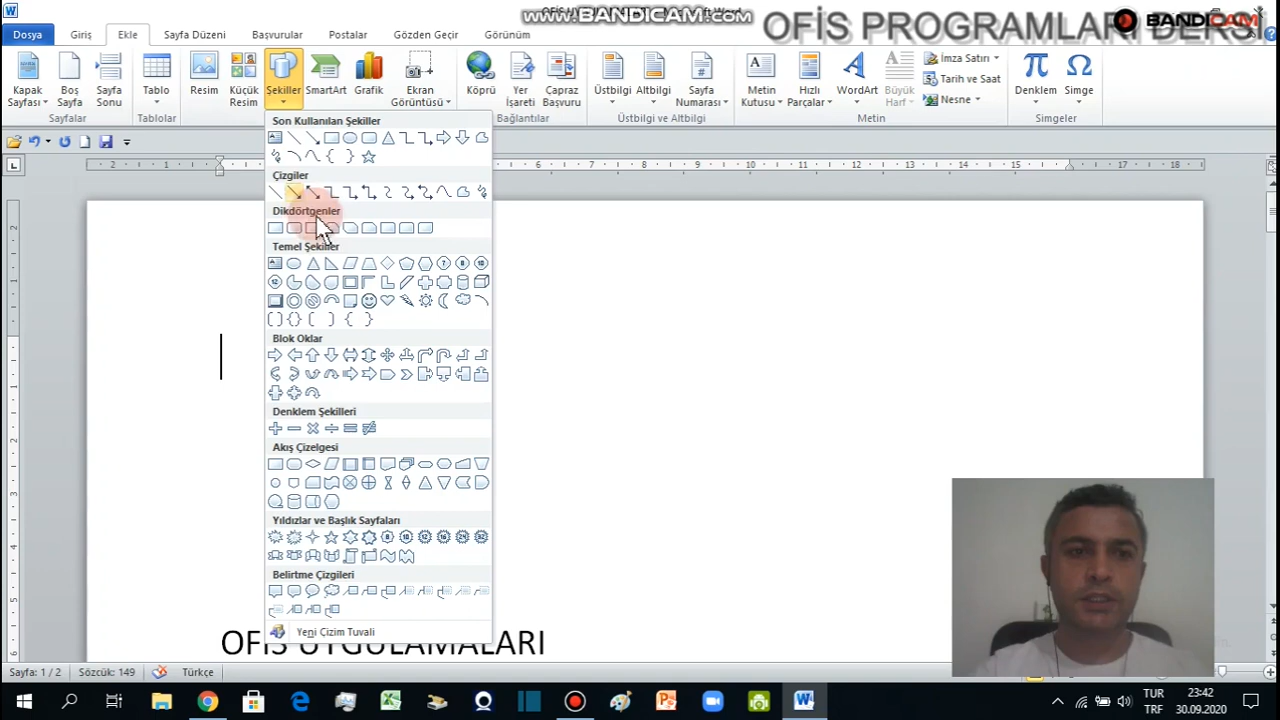 www.BANDICAM.com
OFİS PROGRAMLARI DERSİ
BANDICAM
Dosya Giriş Ekle Sayfa Düzeni Başvurular Postalar Gözden Geçir Görünüm
Kapak Sayfası
Boş Sayfa
Sayfa Sonu
Tablo
Resim
Küçük Resim
Şekiller
SmartArt
Grafik
Ekran Görüntüsü
Köprü
Yer İşareti
Çapraz Başvuru
Üstbilgi
Altbilgi
Sayfa Numarası
Metin Kutusu
Hızlı Parçalar
WordArt
Büyük Harf
İmza Satırı
Tarih ve Saat
Nesne
Denklem
Simge
Sayfalar Tablolar Bağlantılar Üstbilgi ve Altbilgi Metin Simgeler
Son Kullanılan Şekiller
Çizgiler
Dikdörtgenler
Temel Şekiller
Blok Oklar
Denklem Şekilleri
Akış Çizelgesi
Yıldızlar ve Başlık Sayfaları
Belirtme Çizgileri
Yeni Çizim Tuvali
OFİS UYGULAMALARI
Sayfa: 1 / 2 Sözcük: 149 Türkçe
TUR
TRF
23:42
30.09.2020